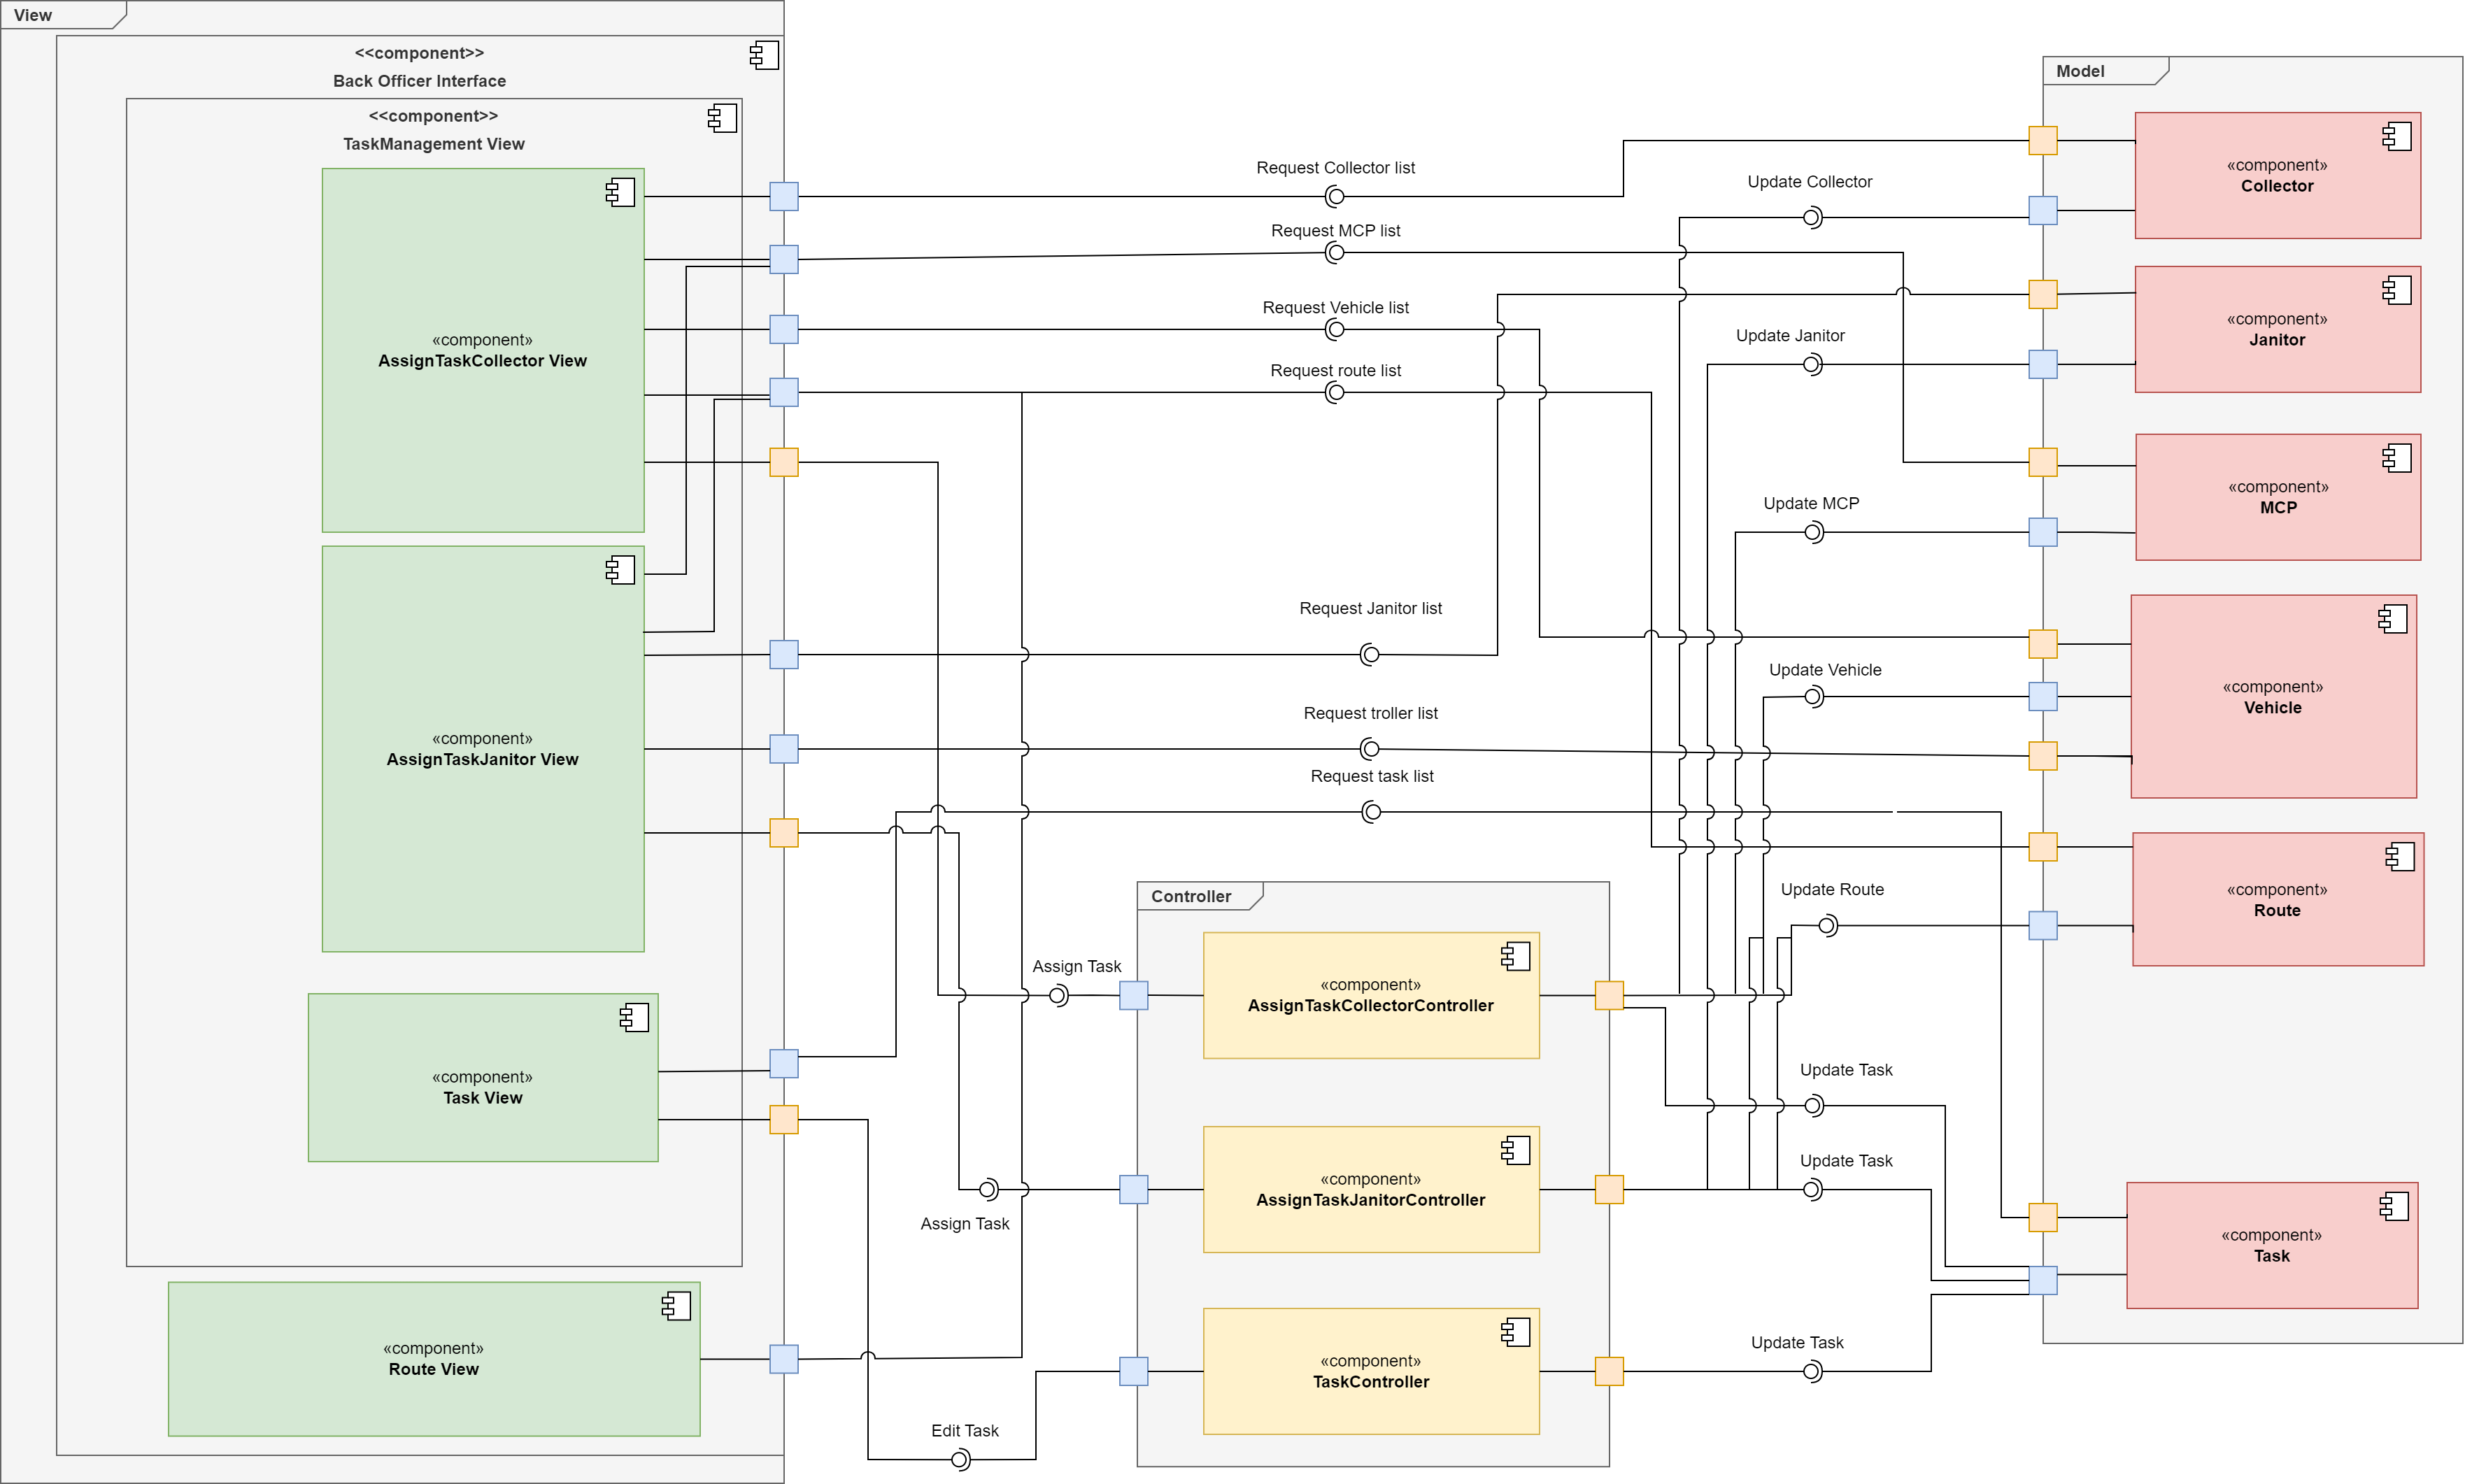 View
<<component>>
Back Officer Interface
<<component>>
TaskManagement View
«component»
AssignTaskCollector View
«component»
AssignTaskJanitor View
«component»
Task View
«component»
Route View
Request Collector list
Request MCP list
Request Vehicle list
Request route list
Request Janitor list
Request troller list
Request task list
Assign Task
Assign Task
Edit Task
Controller
«component»
AssignTaskCollectorController
«component»
AssignTaskJanitorController
«component»
TaskController
Update Collector
Update Janitor
Update MCP
Update Vehicle
Update Route
Update Task
Update Task
Update Task
Model
«component»
Collector
«component»
Janitor
«component»
MCP
«component»
Vehicle
«component»
Route
«component»
Task